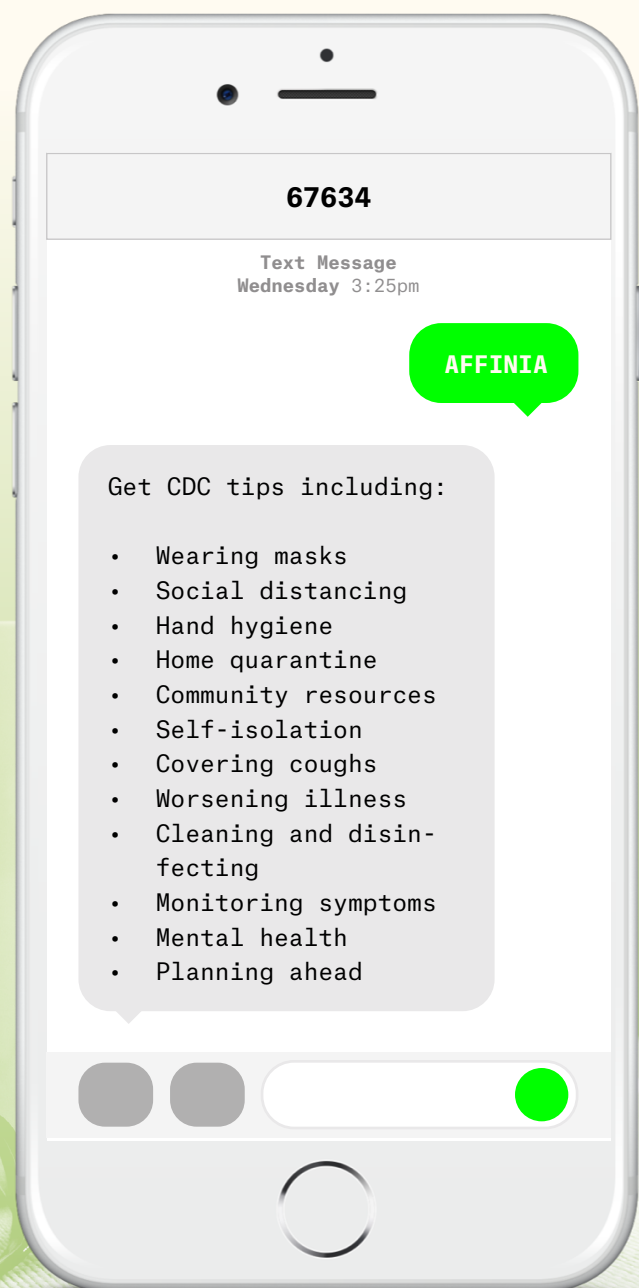 67634
Text Message
Wednesday 3:25pm
AFFINIA
Get CDC tips including:
• Wearing masks
• Social distancing
• Hand hygiene
• Home quarantine
• Community resources
• Self-isolation
• Covering coughs
• Worsening illness
• Cleaning and disin-
fecting
• Monitoring symptoms
• Mental health
• Planning ahead